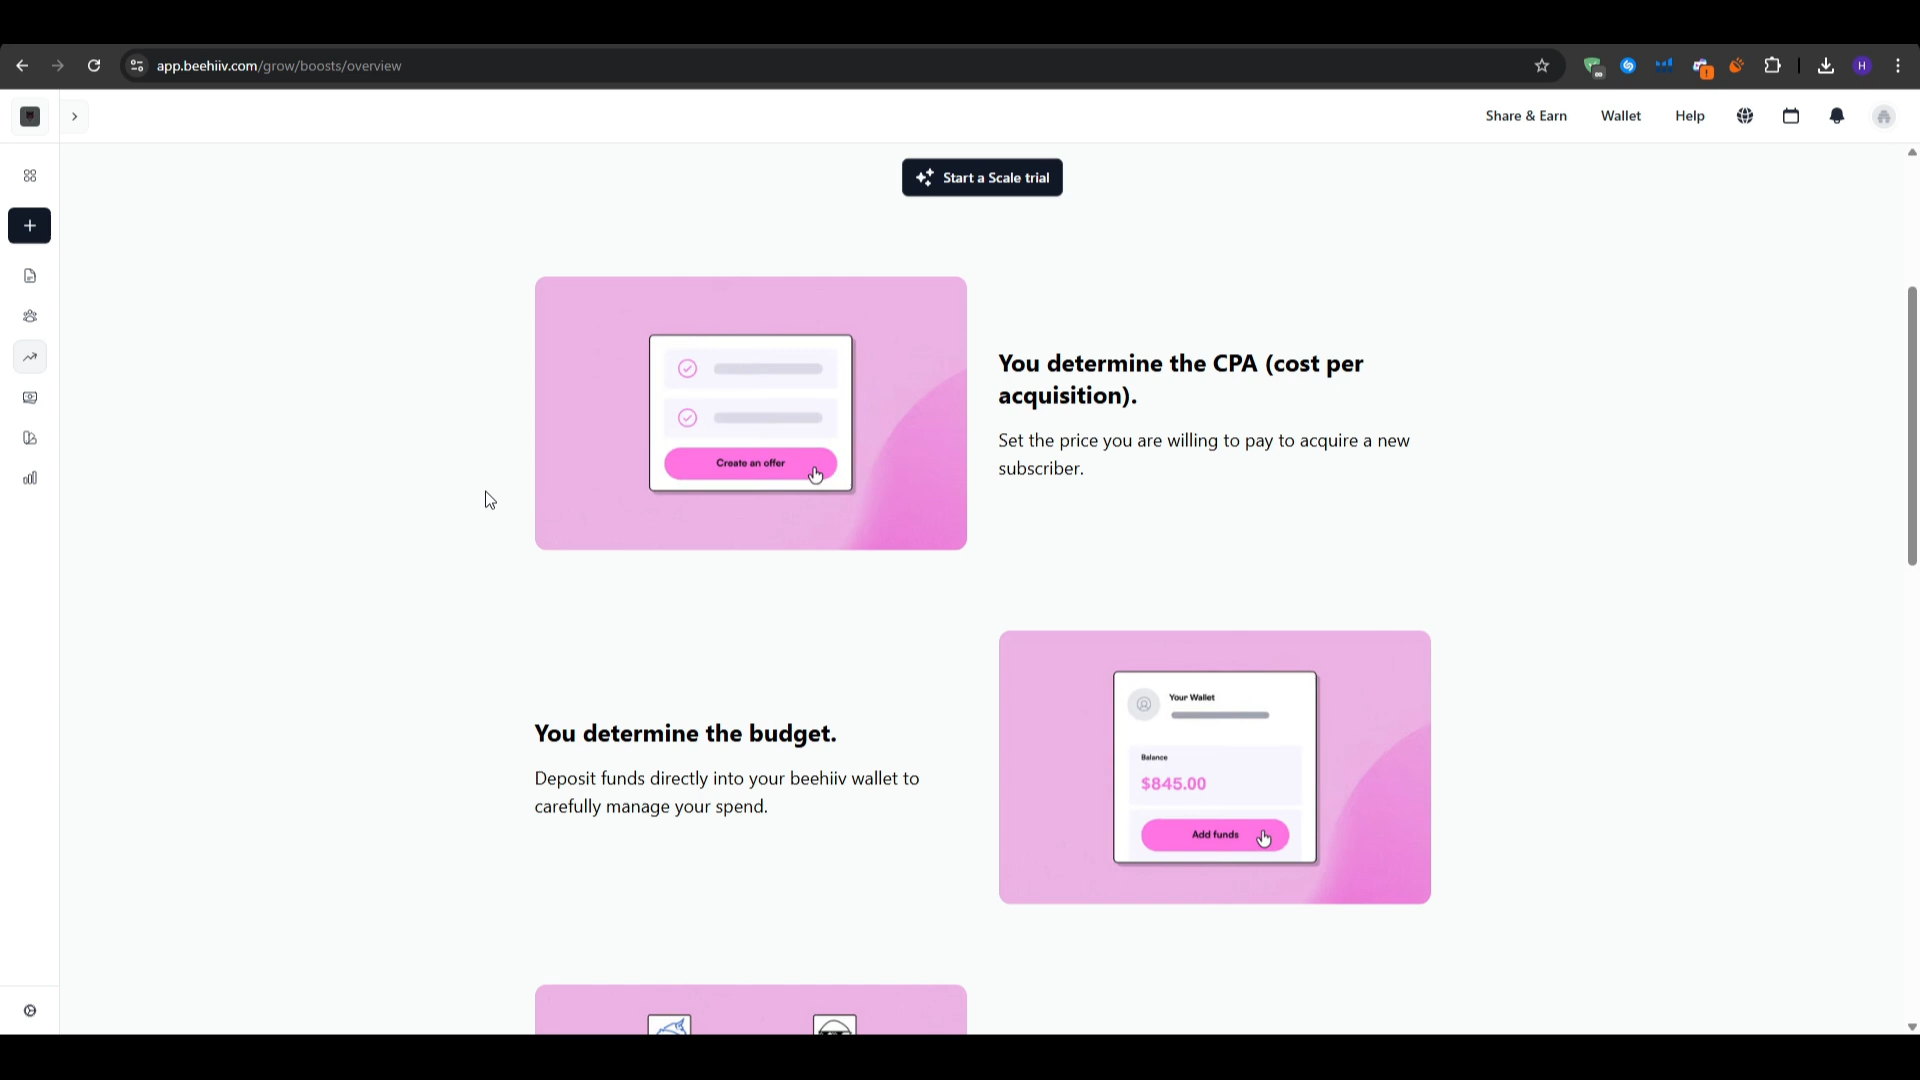 app.beehiiv.com/grow/boosts/overview
H
Share & Earn
Wallet
Help
Start a Scale trial
Create an offer
You determine the CPA (cost per
acquisition).
Set the price you are willing to pay to acquire a new
subscriber.
You determine the budget.
Deposit funds directly into your beehiiv wallet to
carefully manage your spend.
Your Wallet
Balance
$845.00
Add funds